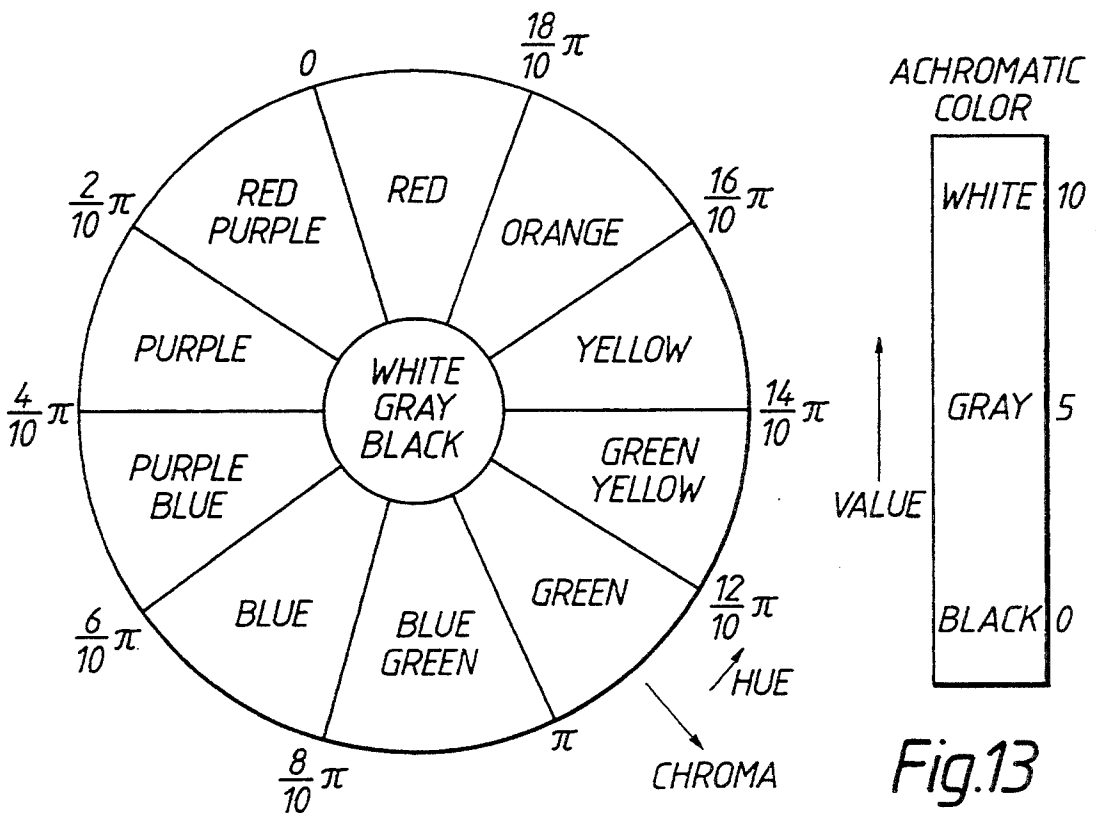 0
18/10 π
ACHROMATIC
COLOR
2/10 π
RED
PURPLE
RED
ORANGE
16/10 π
WHITE 10
PURPLE
WHITE
GRAY
BLACK
YELLOW
4/10 π
14/10 π
GRAY 5
PURPLE
BLUE
GREEN
YELLOW
VALUE
6/10 π
BLUE
BLUE
GREEN
GREEN
12/10 π
BLACK 0
HUE
8/10 π
π
CHROMA
Fig.13